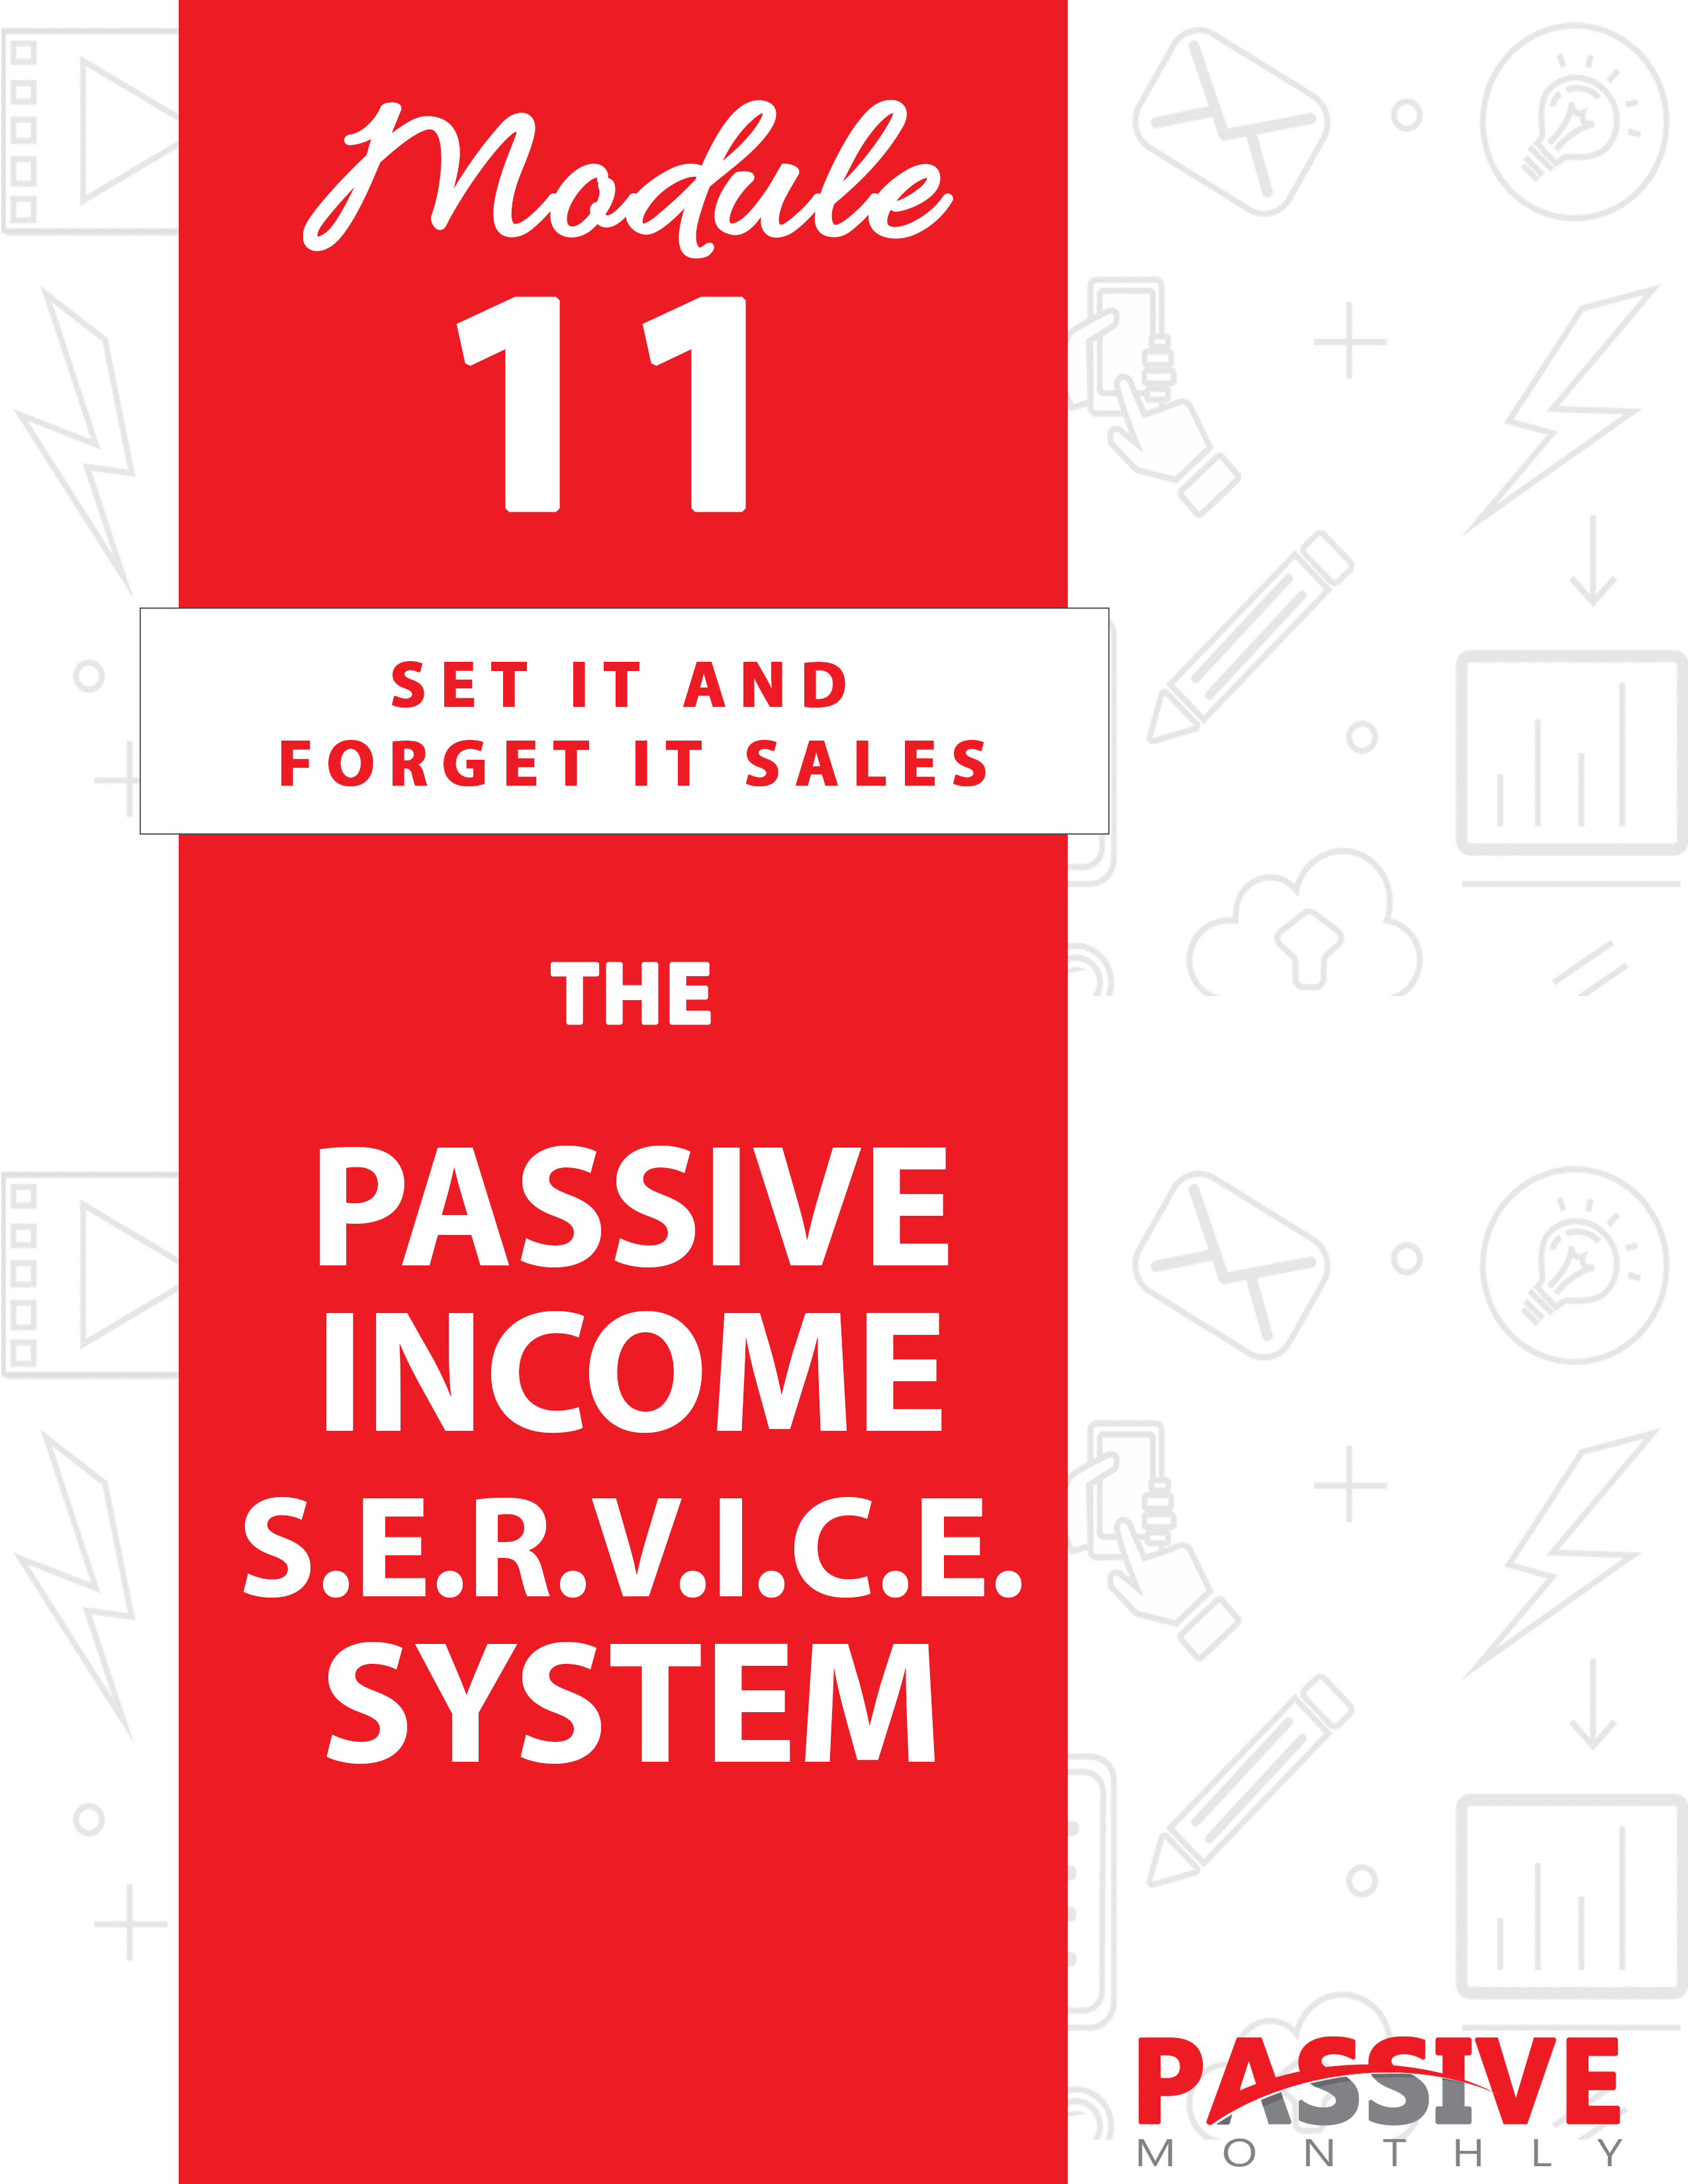 Module
11
SET IT AND
FORGET IT SALES
THE
PASSIVE
INCOME
S.E.R.V.I.C.E.
SYSTEM
PASSIVE
MONTHLY